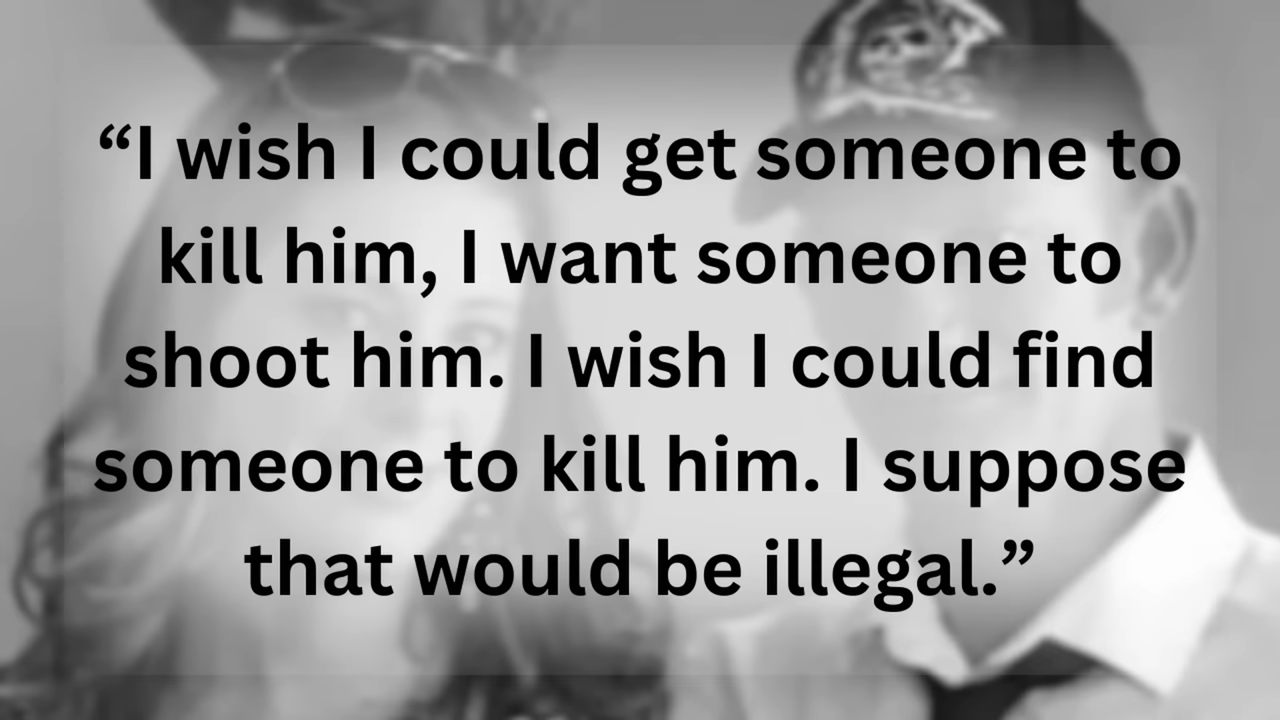 “I wish I could get someone to
kill him, I want someone to
shoot him. I wish I could find
someone to kill him. I suppose
that would be illegal.”